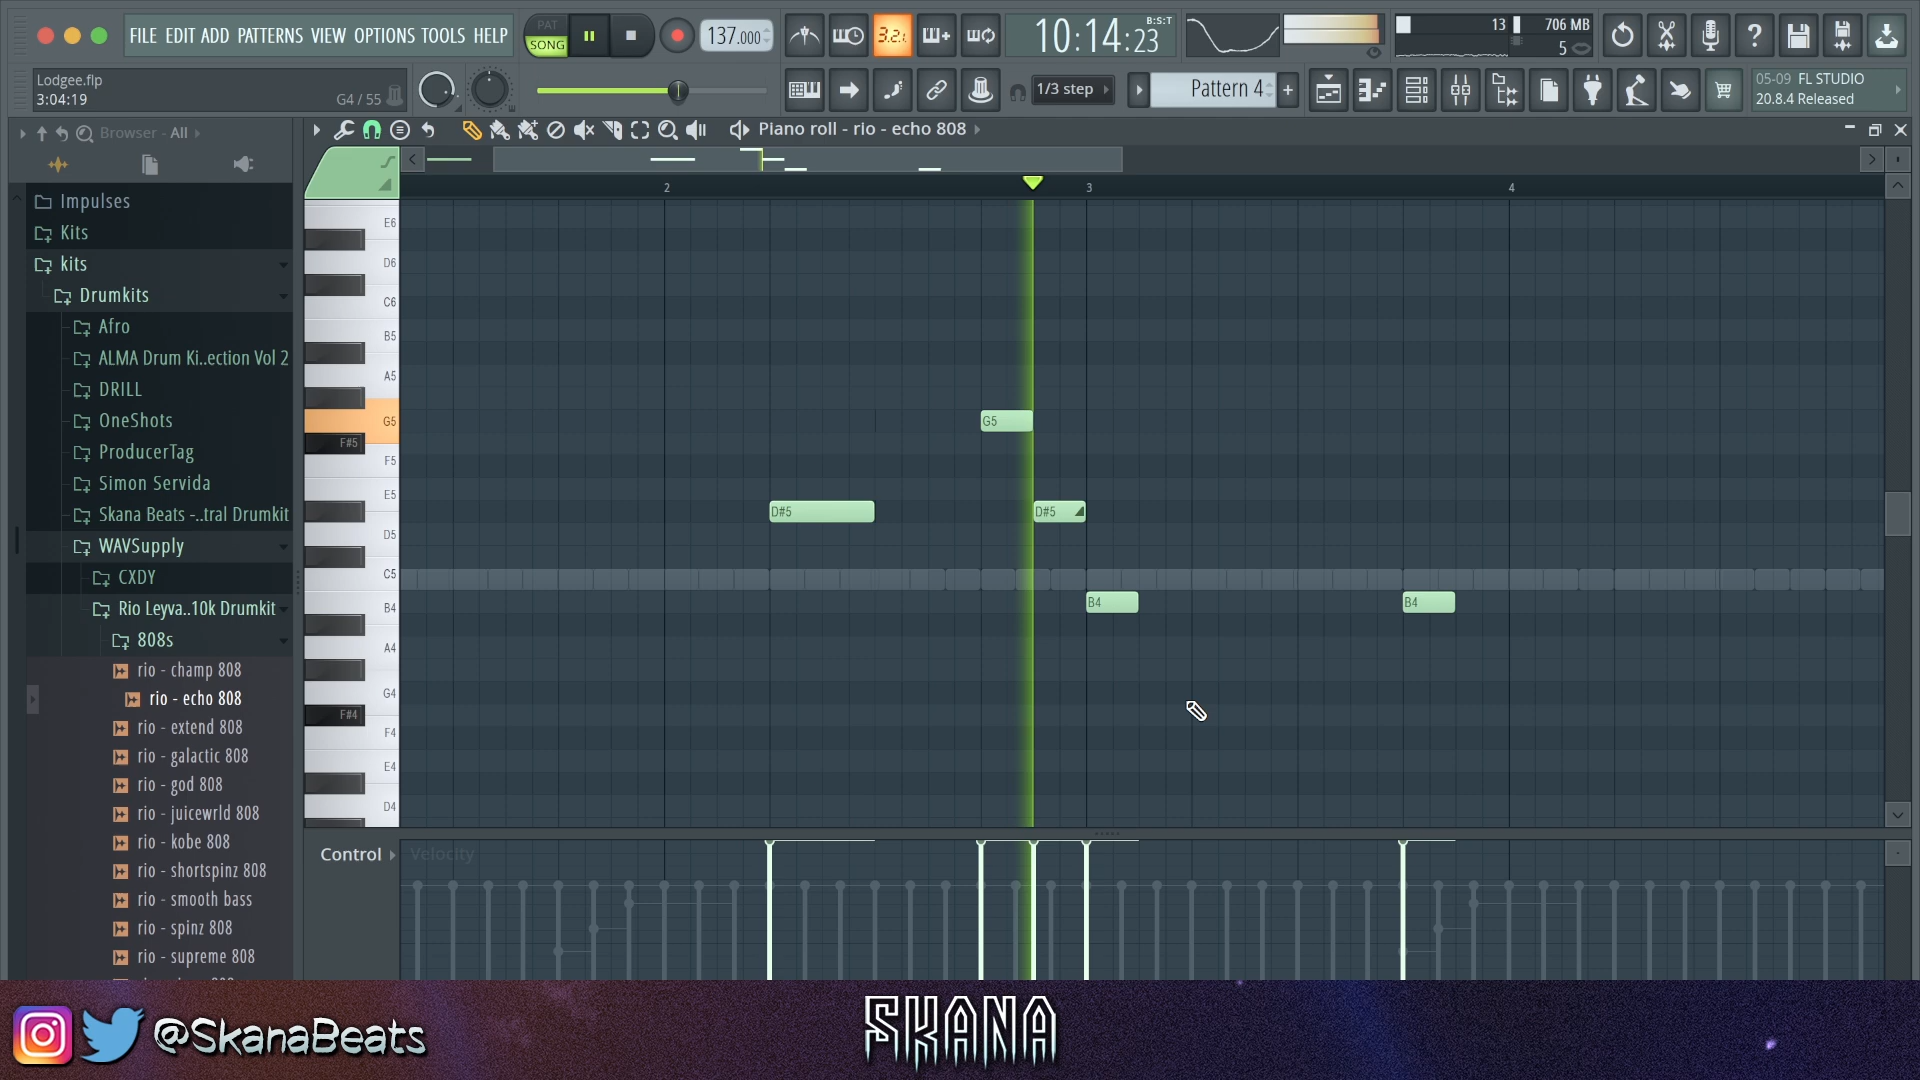 FILE EDIT ADD PATTERNS VIEW OPTIONS TOOLS HELP
PAT
SONG
137.000
3.2.
10:14:23
B:S:T
13
706 MB
5
Lodgee.flp
3:04:19
G4 / 55
1/3 step
Pattern 4
05-09 FL STUDIO
20.8.4 Released
Browser - All
Piano roll - rio - echo 808
Impulses
Kits
kits
Drumkits
Afro
ALMA Drum Ki..ection Vol 2
DRILL
OneShots
ProducerTag
Simon Servida
Skana Beats -..tral Drumkit
WAVSupply
CXDY
Rio Leyva..10k Drumkit
808s
rio - champ 808
rio - echo 808
rio - extend 808
rio - galactic 808
rio - god 808
rio - juicewrld 808
rio - kobe 808
rio - shortspinz 808
rio - smooth bass
rio - spinz 808
rio - supreme 808
2
3
4
E6
D6
C6
B5
A5
G5
F#5
F5
E5
D5
C5
B4
A4
G4
F#4
F4
E4
D4
G5
D#5
D#5
B4
B4
Control
Velocity
@SkanaBeats
SKANA